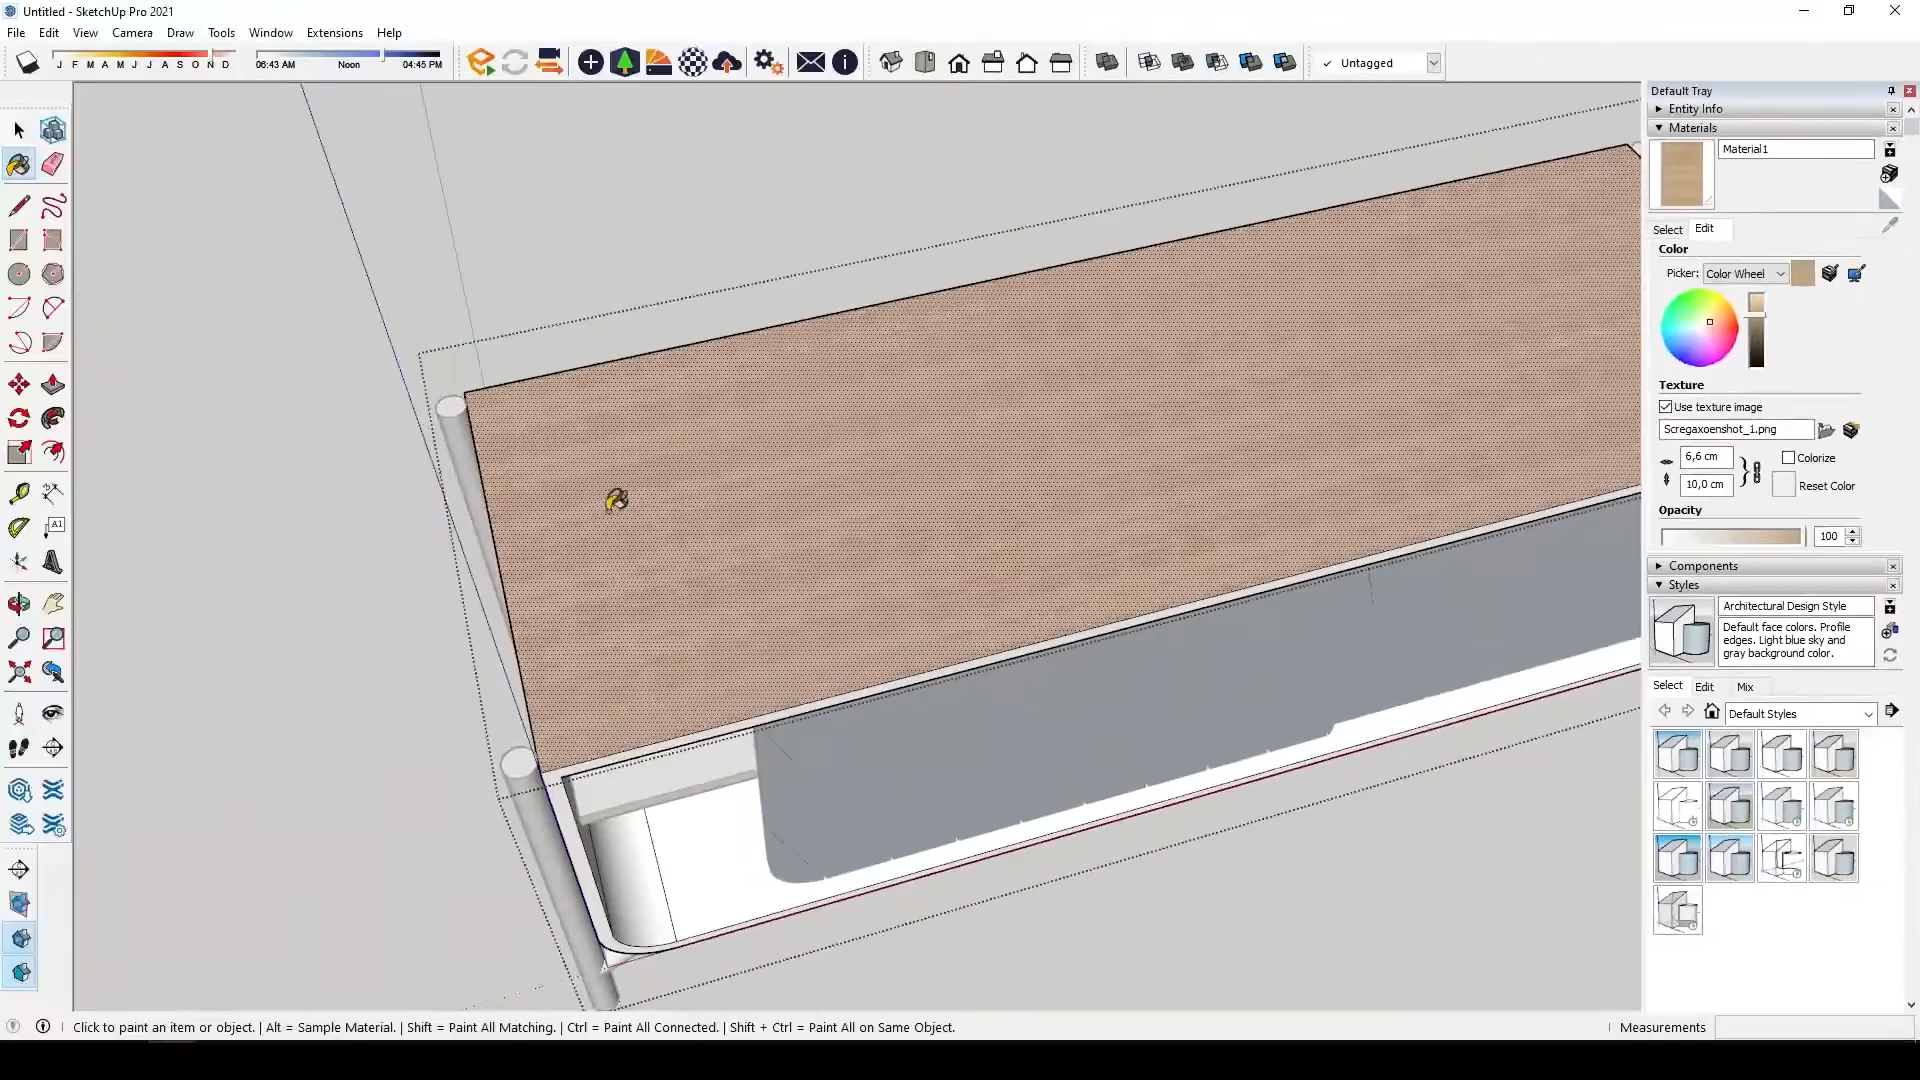 Untitled - SketchUp Pro 2021
File Edit View Camera Draw Tools Window Extensions Help
J F M A M J J A S O N D
06:43 AM Noon 04:45 PM
✓ Untagged
Default Tray
Entity Info
Materials
Material1
Select Edit
Color
Picker: Color Wheel
Texture
Use texture image
Scregaxoenshot_1.png
6,6 cm
Colorize
10,0 cm
Reset Color
Opacity
100
Components
Styles
Architectural Design Style
Default face colors. Profile
edges. Light blue sky and
gray background color.
Select Edit Mix
Default Styles
A1
Click to paint an item or object. | Alt = Sample Material. | Shift = Paint All Matching. | Ctrl = Paint All Connected. | Shift + Ctrl = Paint All on Same Object.
Measurements